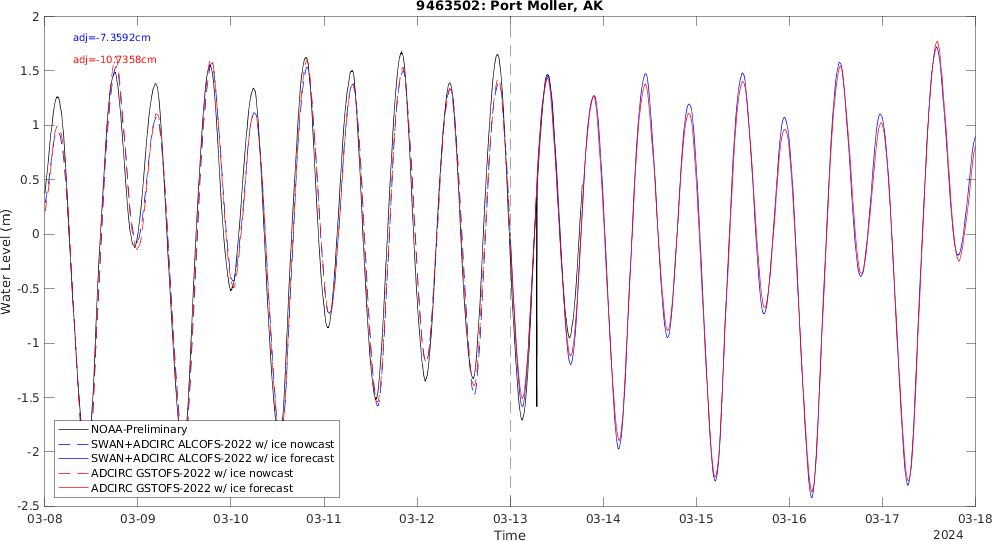 9463502: Port Moller, AK
adj=-7.3592cm
adj=-10.7358cm
Water Level (m)
2
1.5
1
0.5
0
-0.5
-1
-1.5
-2
-2.5
NOAA-Preliminary
SWAN+ADCIRC ALCOFS-2022 w/ ice nowcast
SWAN+ADCIRC ALCOFS-2022 w/ ice forecast
ADCIRC GSTOFS-2022 w/ ice nowcast
ADCIRC GSTOFS-2022 w/ ice forecast
03-08 03-09 03-10 03-11 03-12 03-13 03-14 03-15 03-16 03-17 03-18
Time
2024